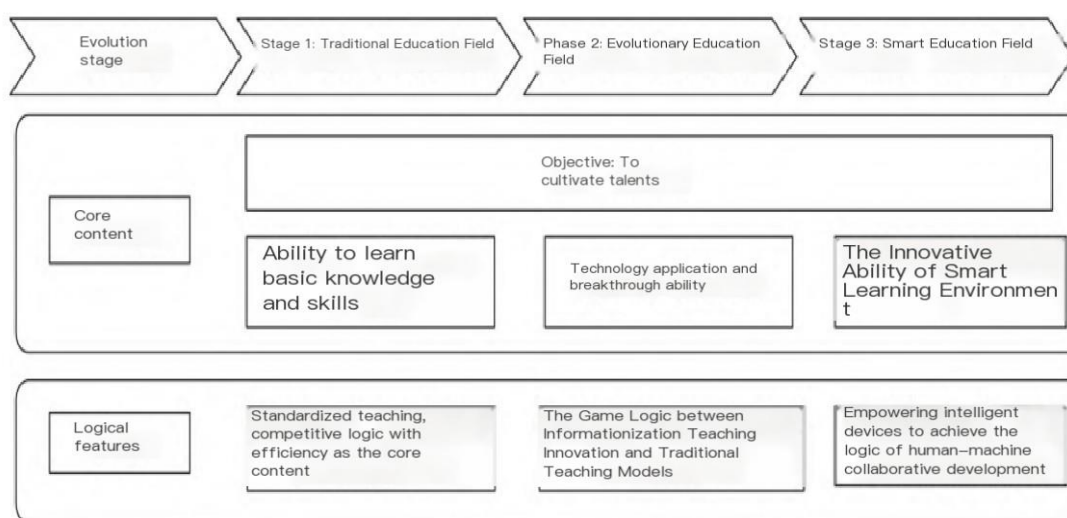 Evolution
stage
Stage 1: Traditional Education Field
Phase 2: Evolutionary Education
Field
Stage 3: Smart Education Field
Objective: To
cultivate talents
Core
content
Ability to learn
basic knowledge
and skills
Technology application and
breakthrough ability
The Innovative
Ability of Smart
Learning Environmen
t
Logical
features
Standardized teaching,
competitive logic with
efficiency as the core
content
The Game Logic between
Informationization Teaching
Innovation and Traditional
Teaching Models
Empowering intelligent
devices to achieve the
logic of human-machine
collaborative development